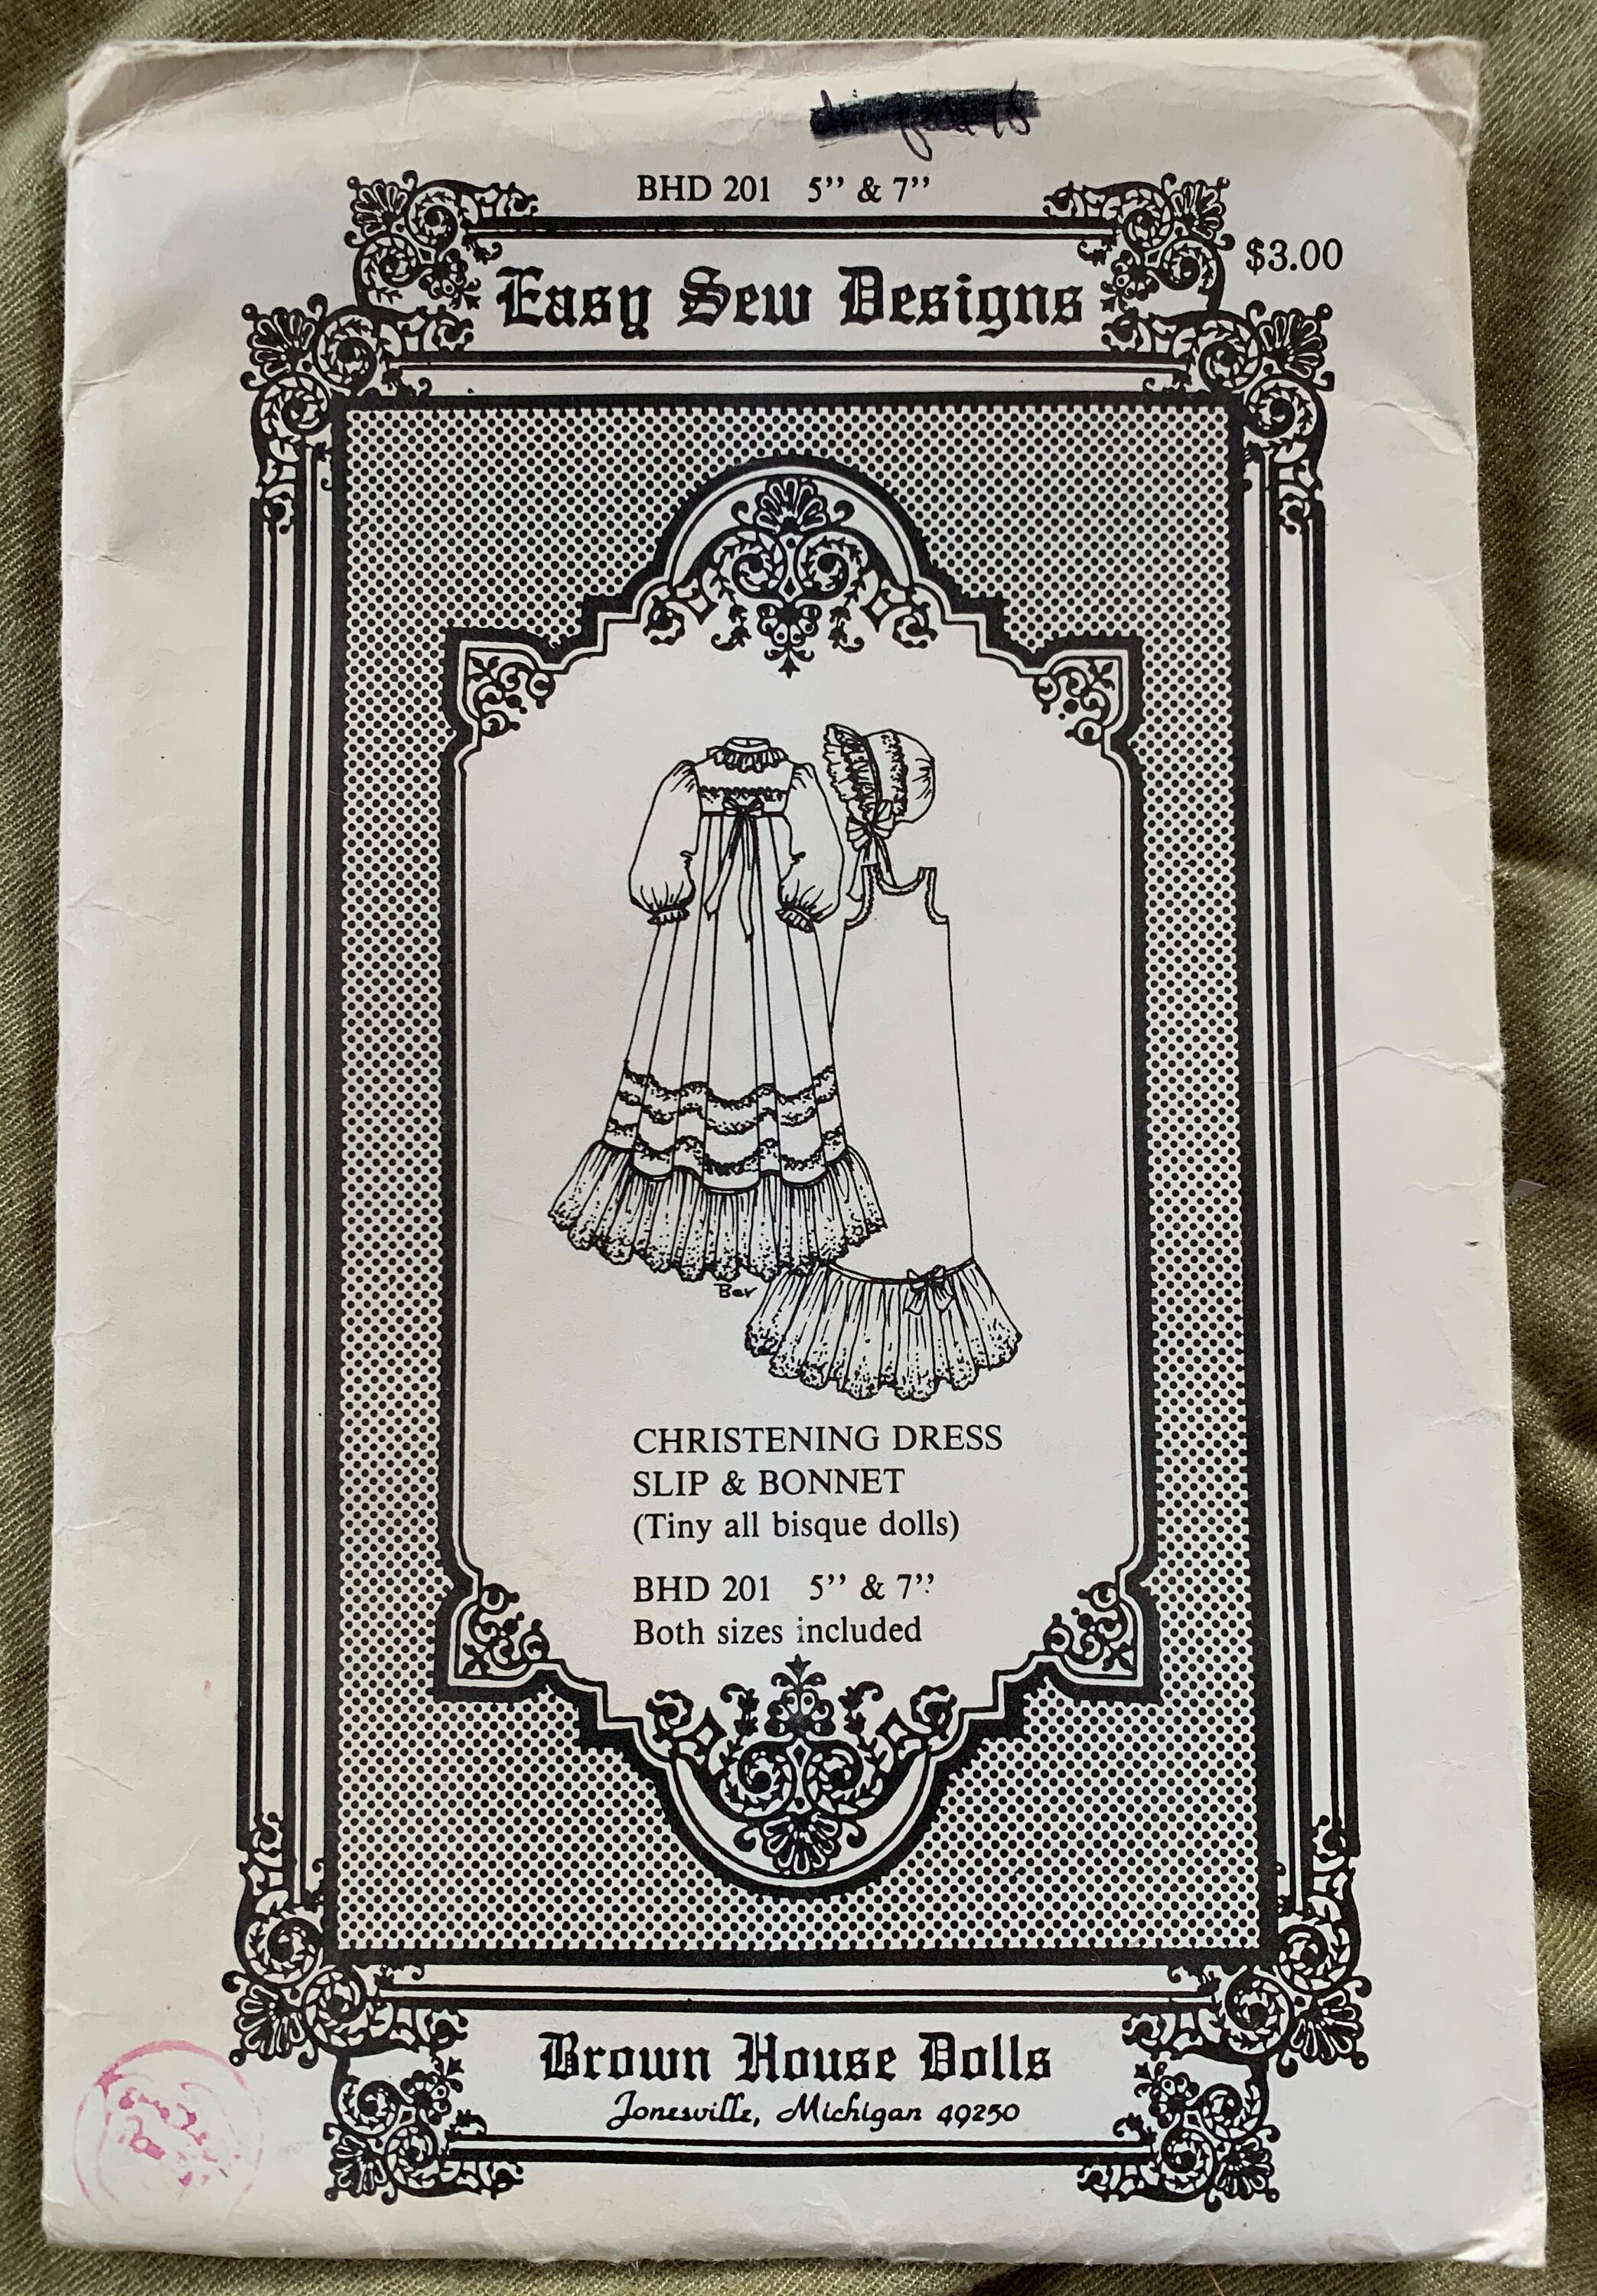 BHD 201 5’’ & 7’’
$3.00
Easy Sew Designs
Bev
CHRISTENING DRESS
SLIP & BONNET
(Tiny all bisque dolls)
BHD 201 5’’ & 7’’
Both sizes included
Brown House Dolls
Jonesville, Michigan 49250